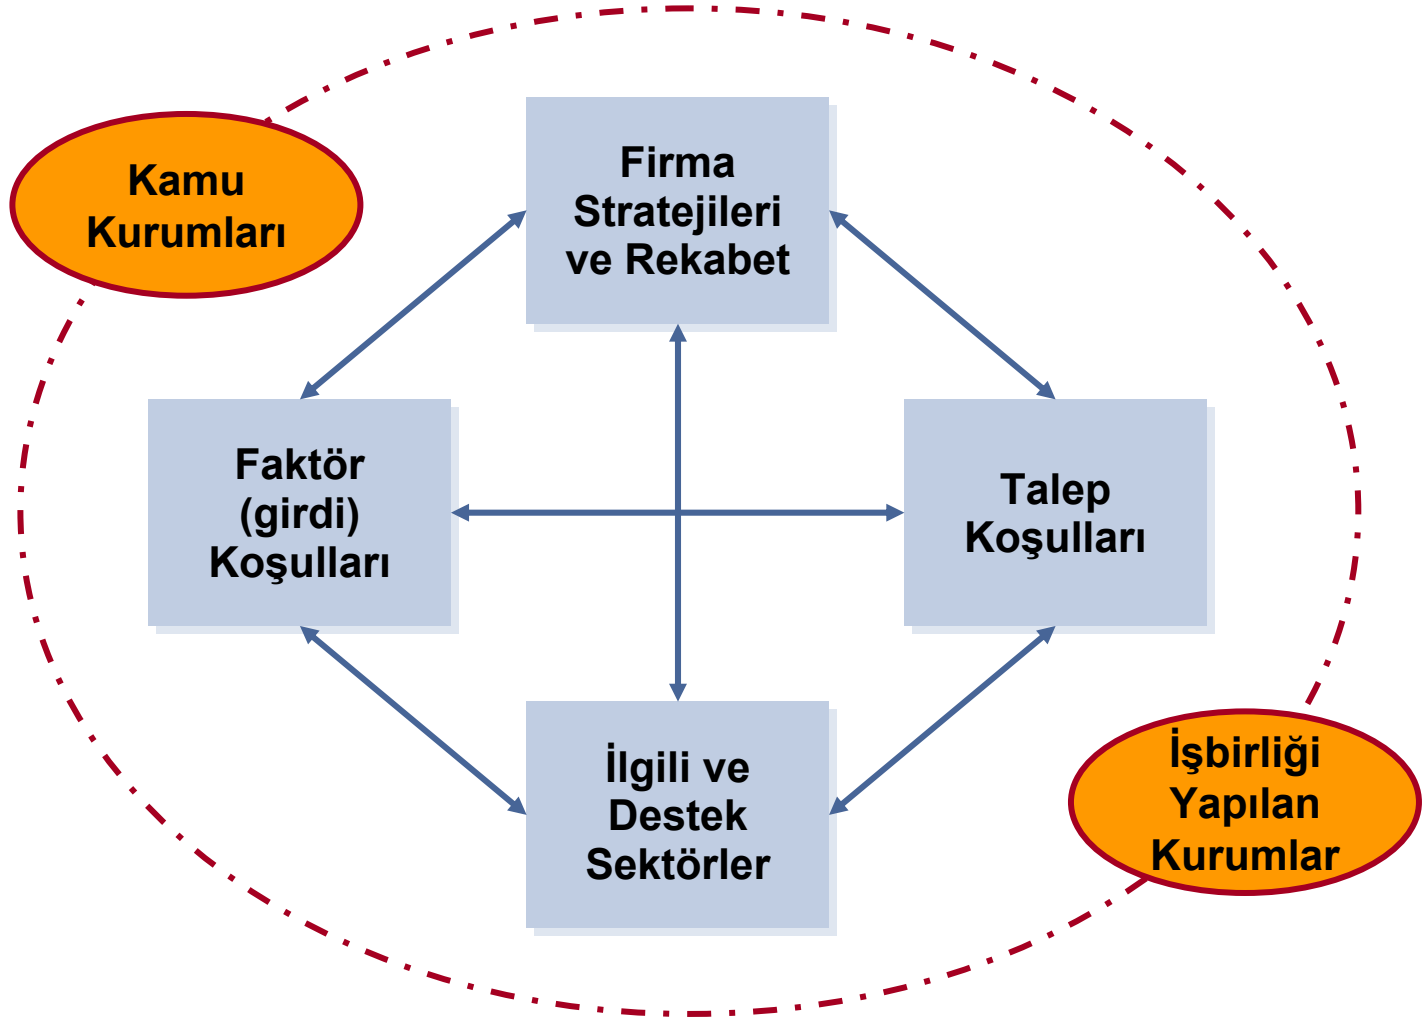 Kamu
Kurumları
Firma
Stratejileri
ve Rekabet
Faktör
(girdi)
Koşulları
Talep
Koşulları
İlgili ve
Destek
Sektörler
İşbirliği
Yapılan
Kurumlar